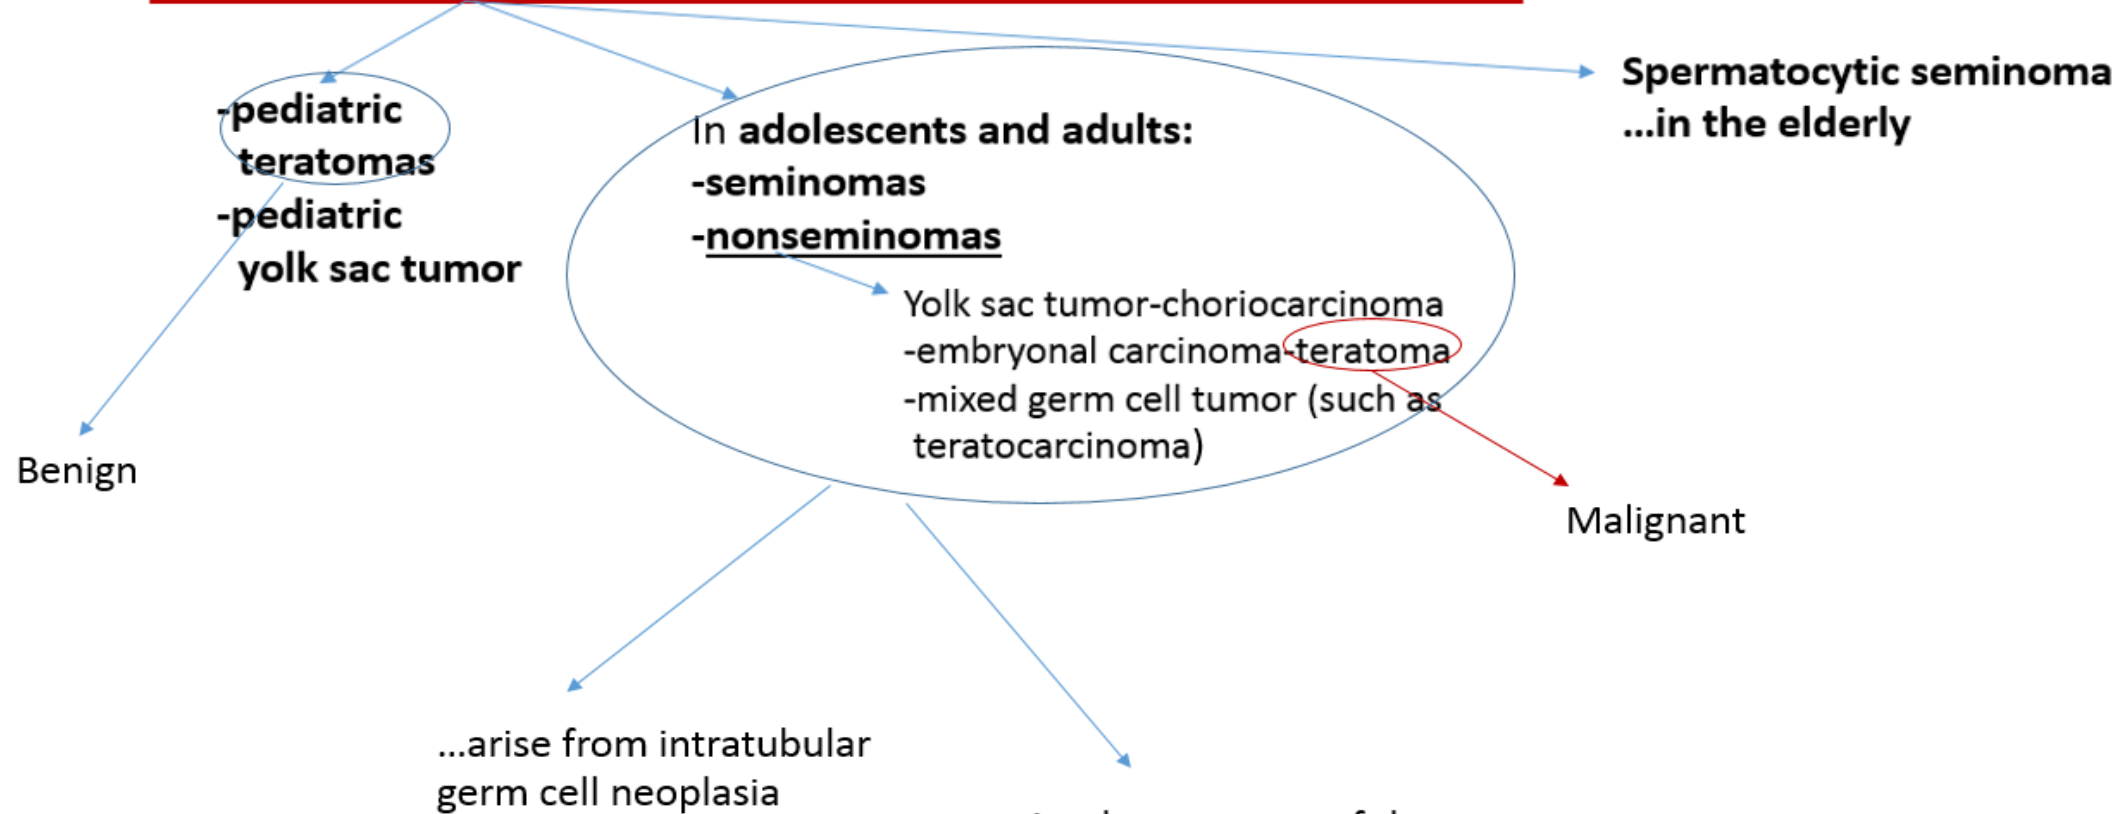 -pediatric
teratomas
-pediatric
yolk sac tumor
Benign
In adolescents and adults:
-seminomas
-nonseminomas
Yolk sac tumor-choriocarcinoma
-embryonal carcinoma-teratoma
-mixed germ cell tumor (such as
teratocarcinoma)
Spermatocytic seminoma
...in the elderly
Malignant
...arise from intratubular
germ cell neoplasia